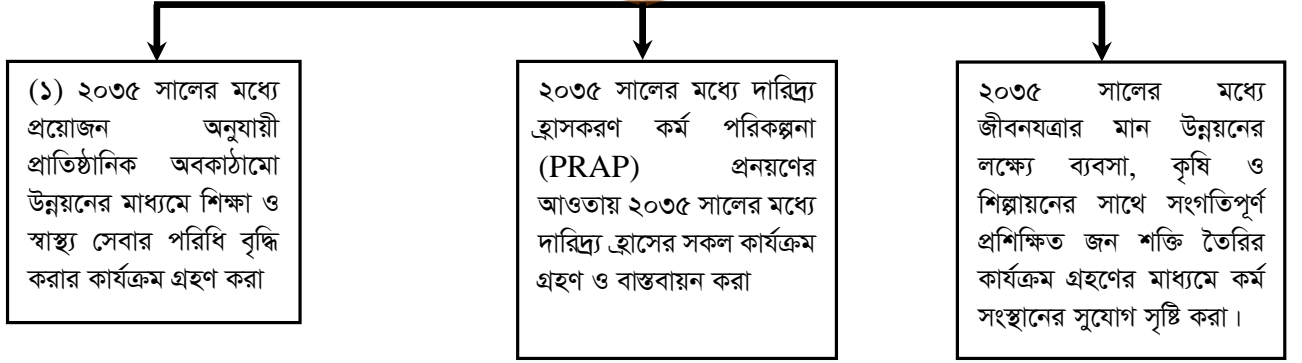 (১) ২০৩৫ সালের মধ্যে
প্রয়োজন অনুযায়ী
প্রাতিষ্ঠানিক অবকাঠামো
উন্নয়নের মাধ্যমে শিক্ষা ও
স্বাস্থ্য সেবার পরিধি বৃদ্ধি
করার কার্যক্রম গ্রহণ করা
২০৩৫ সালের মধ্যে দারিদ্র্য
হ্রাসকরণ কর্ম পরিকল্পনা
(PRAP) প্রনয়ণের
আওতায় ২০৩৫ সালের মধ্যে
দারিদ্র্য হ্রাসের সকল কার্যক্রম
গ্রহণ ও বাস্তবায়ন করা
২০৩৫ সালের মধ্যে
জীবনযত্রার মান উন্নয়নের
লক্ষ্যে ব্যবসা, কৃষি ও
শিল্পায়নের সাথে সংগতিপূর্ণ
প্রশিক্ষিত জন শক্তি তৈরির
কার্যক্রম গ্রহণের মাধ্যমে কর্ম
সংস্থানের সুযোগ সৃষ্টি করা।